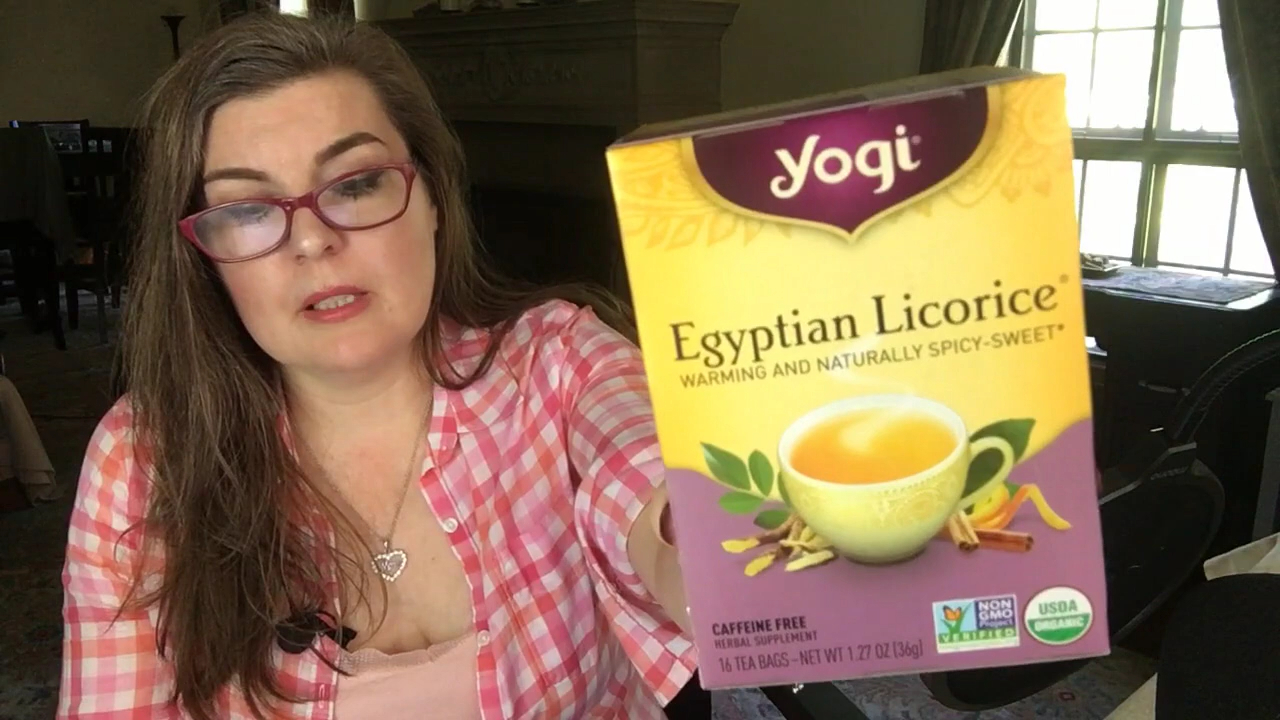 yogi®
Egyptian Licorice®
WARMING AND NATURALLY SPICY-SWEET*
CAFFEINE FREE
HERBAL SUPPLEMENT
16 TEA BAGS – NET WT 1.27 OZ (36g)
NON
GMO
Project
VERIFIED
USDA
ORGANIC